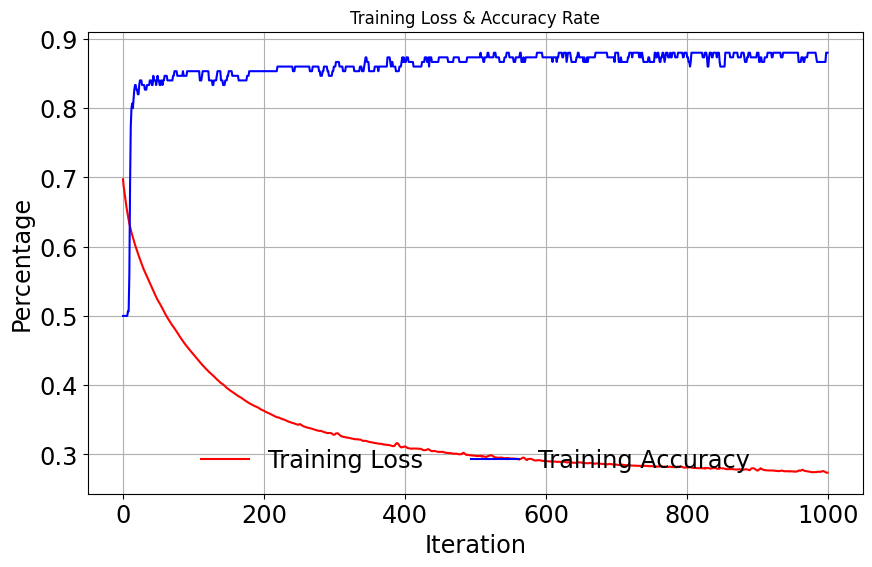 Training Loss & Accuracy Rate
0.9
0.8
0.7
0.6
0.5
0.4
0.3
Percentage
Training Loss Training Accuracy
0 200 400 600 800 1000
Iteration